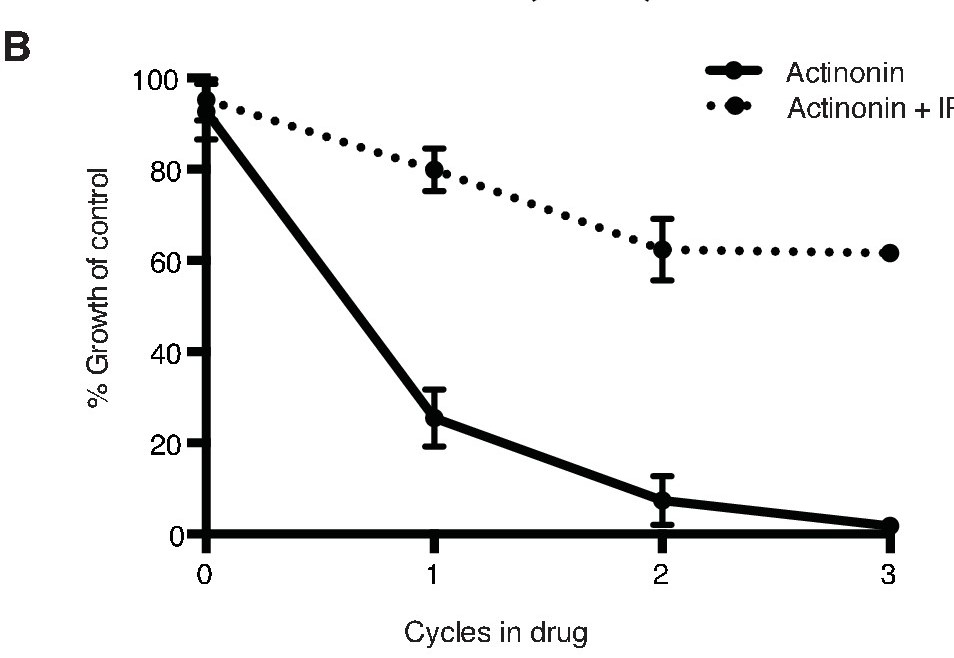 B
100
80
60
40
20
0
% Growth of control
Actinonin
Actinonin +
0 1 2 3
Cycles in drug